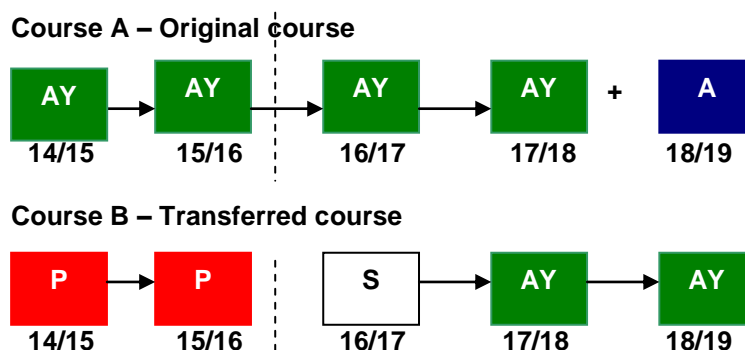 Course A – Original course
AY AY AY AY + A
14/15 15/16 16/17 17/18 18/19
Course B – Transferred course
P P S AY AY
14/15 15/16 16/17 17/18 18/19